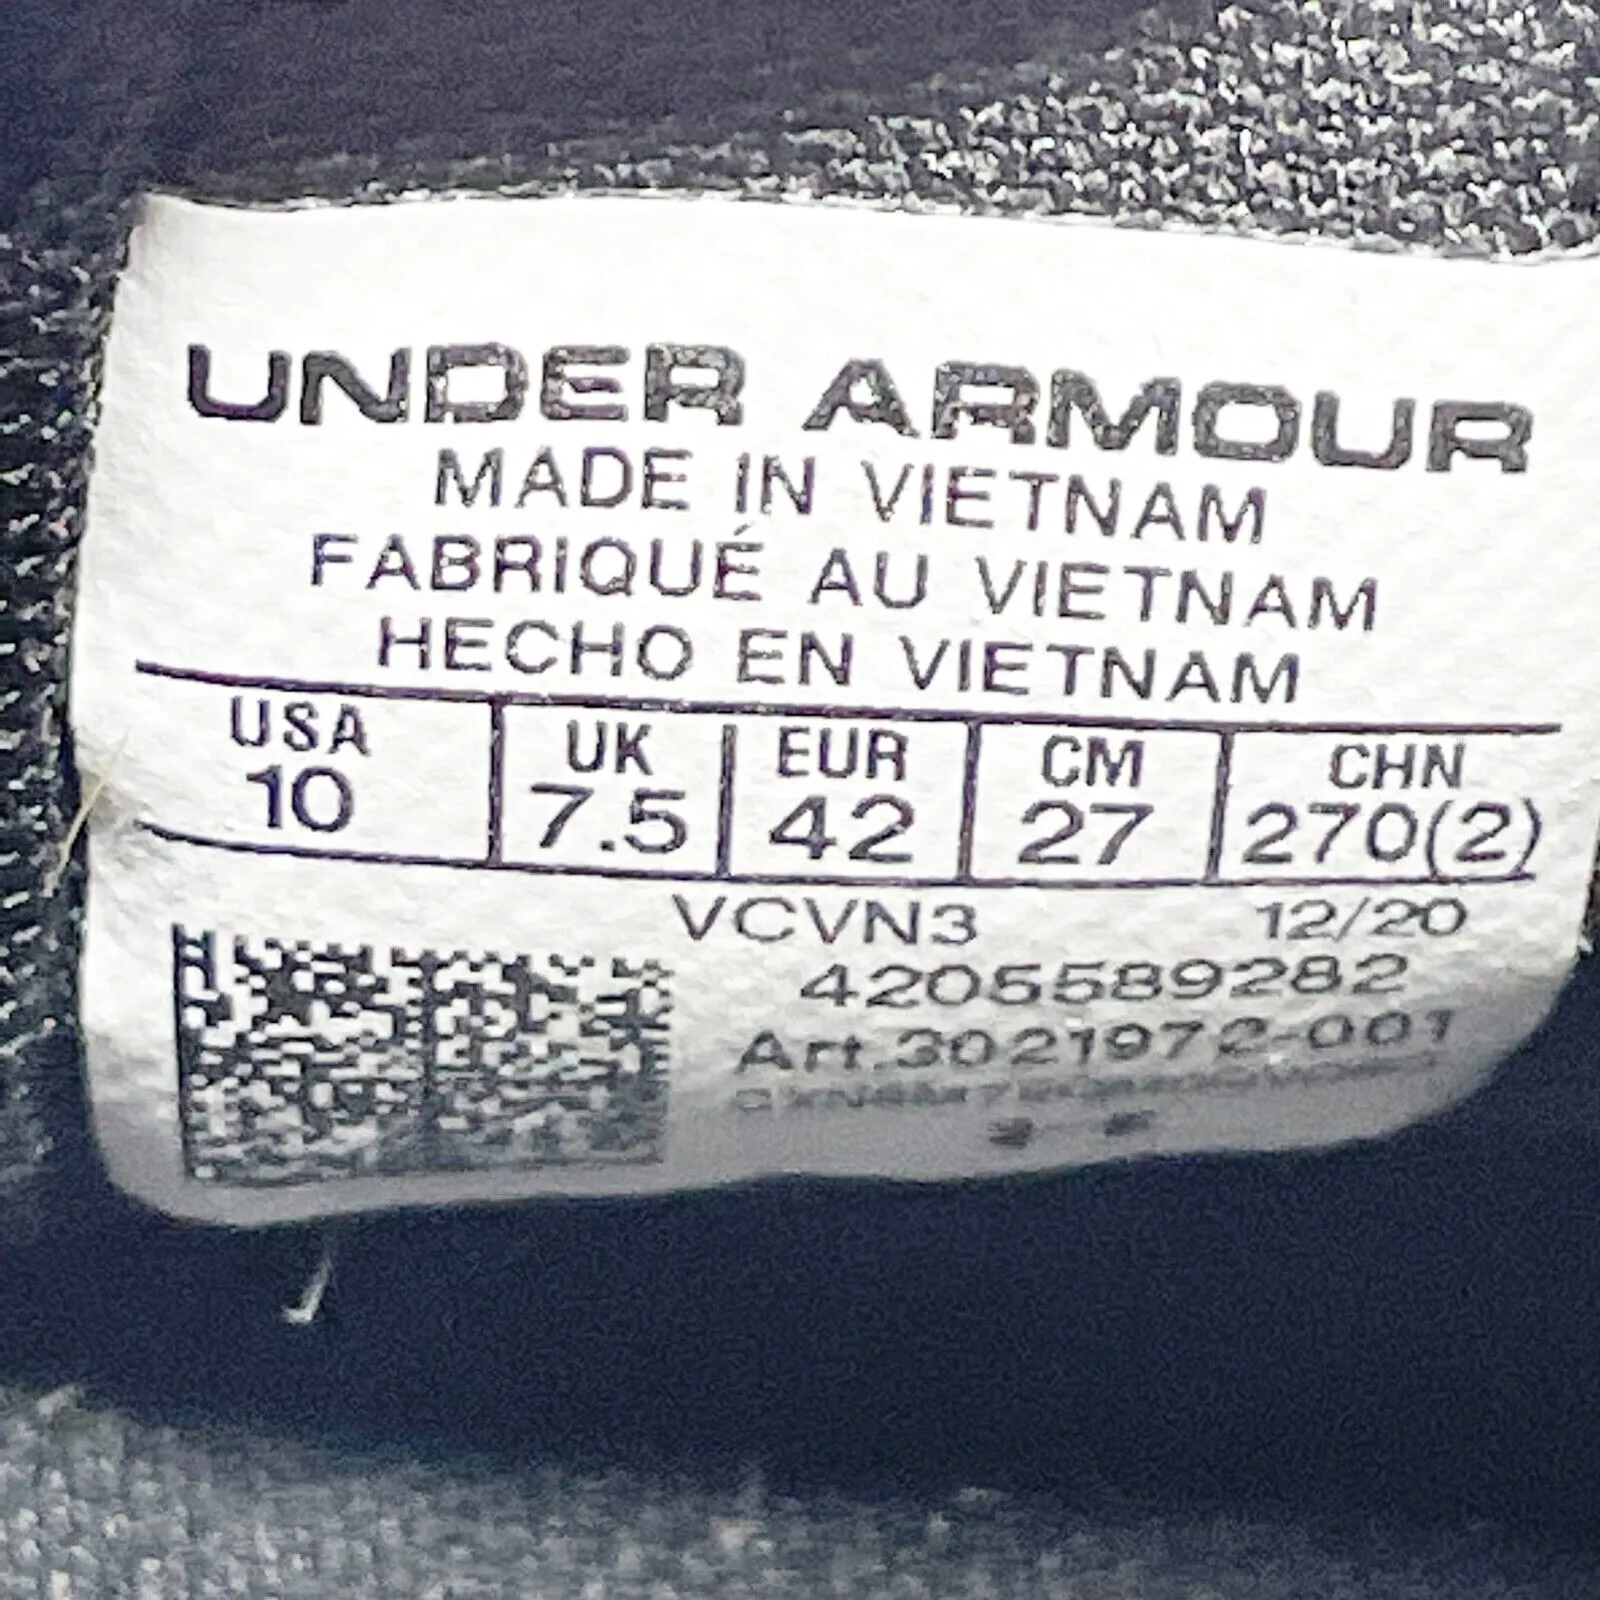 UNDER ARMOUR
MADE IN VIETNAM
FABRIQUÉ AU VIETNAM
HECHO EN VIETNAM
USA UK EUR CM CHN
10 7.5 42 27 270(2)
VCVN3 12/20
4205589282
Art.3021972-001